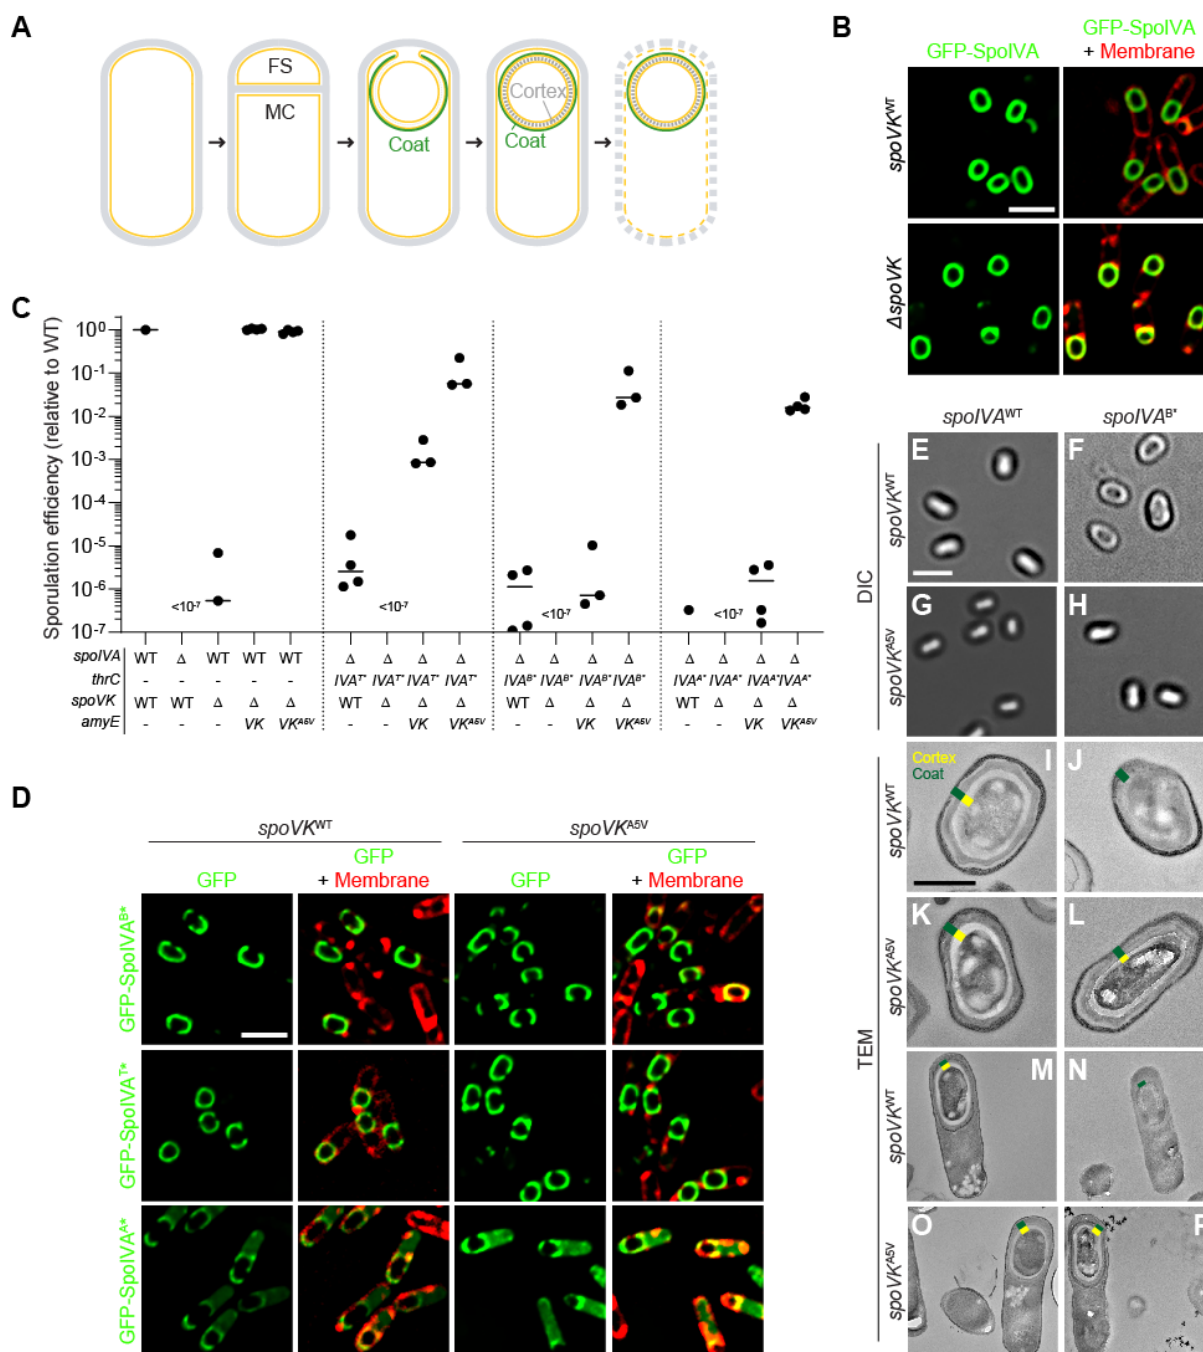 A
FS
MC
Coat
Cortex
Coat
B
GFP-SpoIVA
GFP-SpoIVA
+ Membrane
spoVKᵂᵀ
ΔspoVK
C
Sporulation efficiency (relative to WT)
10⁰
10⁻¹
10⁻²
10⁻³
10⁻⁴
10⁻⁵
10⁻⁶
10⁻⁷
<10⁻⁷ <10⁻⁷ <10⁻⁷ <10⁻⁷
spoIVA WT Δ WT WT WT Δ Δ Δ Δ Δ Δ Δ Δ Δ Δ Δ Δ
thrC - - - - - IVAᵀ* IVAᵀ* IVAᵀ* IVAᵀ* IVAᴮ* IVAᴮ* IVAᴮ* IVAᴮ* IVAᴬ* IVAᴬ* IVAᴬ* IVAᴬ*
spoVK WT WT Δ Δ Δ WT Δ Δ Δ WT Δ Δ Δ WT Δ Δ Δ
amyE - - - VK VKᴬ⁵ⱽ - - VK VKᴬ⁵ⱽ - - VK VKᴬ⁵ⱽ - - VK VKᴬ⁵ⱽ
D
spoVKᵂᵀ
spoVKᴬ⁵ⱽ
GFP
GFP
+ Membrane
GFP
GFP
+ Membrane
GFP-SpoIVAᴮ*
GFP-SpoIVAᵀ*
GFP-SpoIVAᴬ*
spoIVAᵂᵀ
spoIVAᴮ*
DIC
spoVKᵂᵀ
E
F
spoVKᴬ⁵ⱽ
G
H
TEM
spoVKᵂᵀ
Cortex
Coat
I
J
spoVKᴬ⁵ⱽ
K
L
spoVKᵂᵀ
M
N
spoVKᴬ⁵ⱽ
O
P